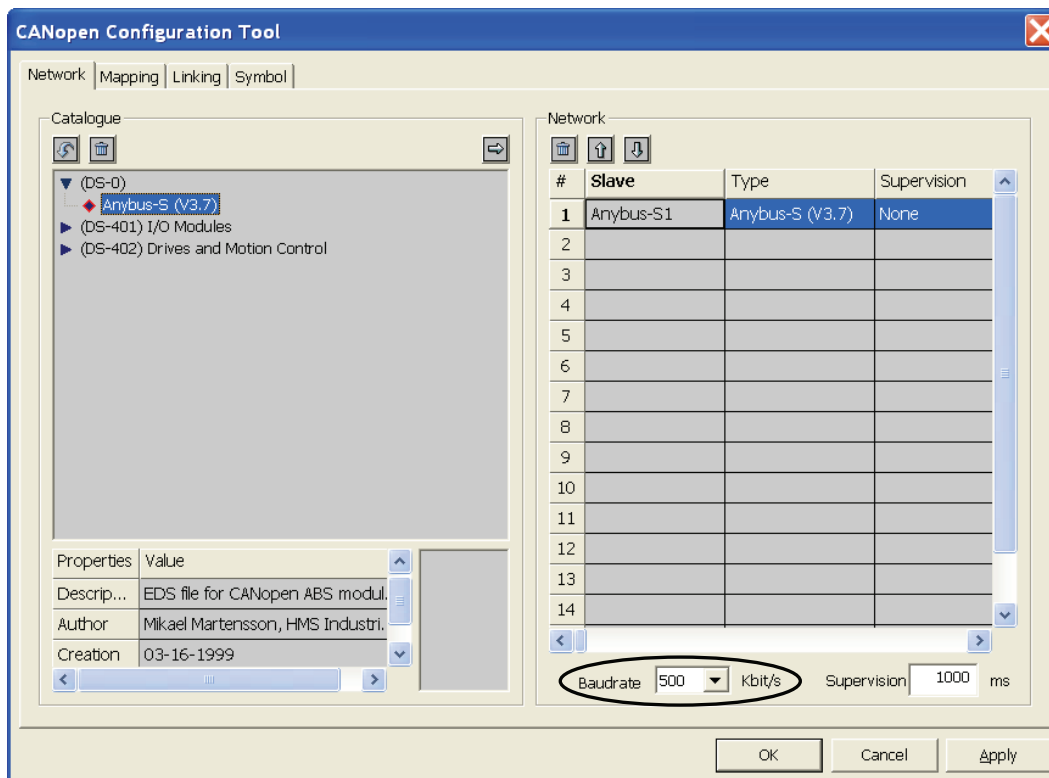 CANopen Configuration Tool
Network Mapping Linking Symbol
Catalogue
(DS-0)
Anybus-S (V3.7)
(DS-401) I/O Modules
(DS-402) Drives and Motion Control
Properties Value
Descrip... EDS file for CANopen ABS modul.
Author Mikael Martensson, HMS Industri.
Creation 03-16-1999
Network
# Slave Type Supervision
1 Anybus-S1 Anybus-S (V3.7) None
2
3
4
5
6
7
8
9
10
11
12
13
14
Baudrate 500 Kbit/s Supervision 1000 ms
OK Cancel Apply